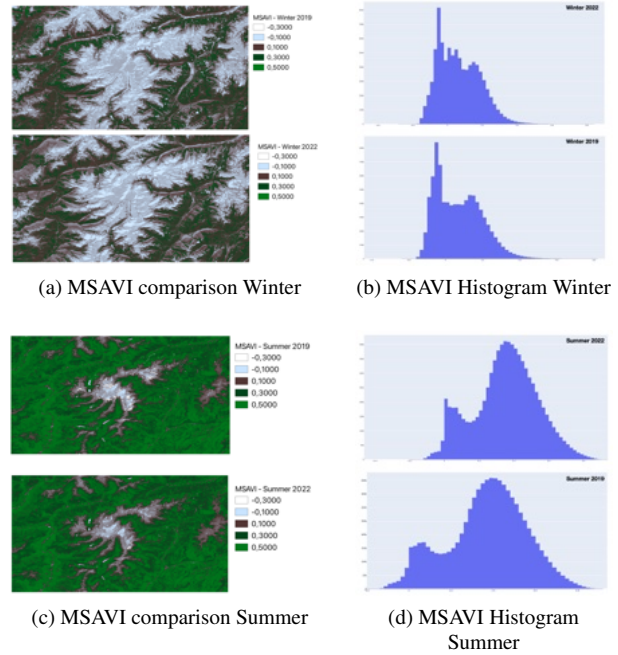 MSAVI - Winter 2019
-0,3000
-0,1000
0,1000
0,3000
0,5000
MSAVI - Winter 2022
-0,3000
-0,1000
0,1000
0,3000
0,5000
Winter 2022
Winter 2019
(a) MSAVI comparison Winter
(b) MSAVI Histogram Winter
MSAVI - Summer 2019
-0,3000
-0,1000
0,1000
0,3000
0,5000
MSAVI - Summer 2022
-0,3000
-0,1000
0,1000
0,3000
0,5000
Summer 2022
Summer 2019
(c) MSAVI comparison Summer
(d) MSAVI Histogram
Summer